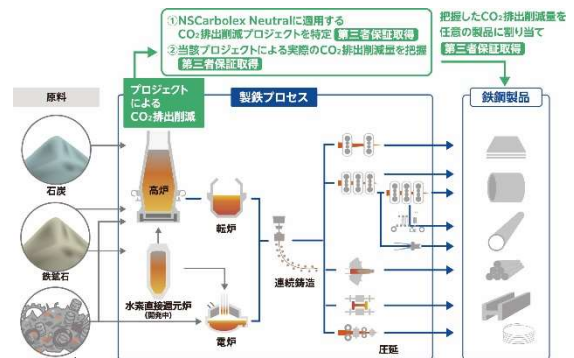 ①NSCarbolex Neutralに適用する
CO₂排出削減プロジェクトを特定 第三者保証取得
②当該プロジェクトによる実際のCO₂排出削減量を把握
第三者保証取得
把握したCO₂排出削減量を
任意の製品に割り当て
第三者保証取得
原料
プロジェクト
による
CO₂排出削減
製鉄プロセス
鉄鋼製品
石炭
高炉
転炉
鉄鉱石
水素直接還元炉
(開発中)
連続鋳造
電炉
圧延